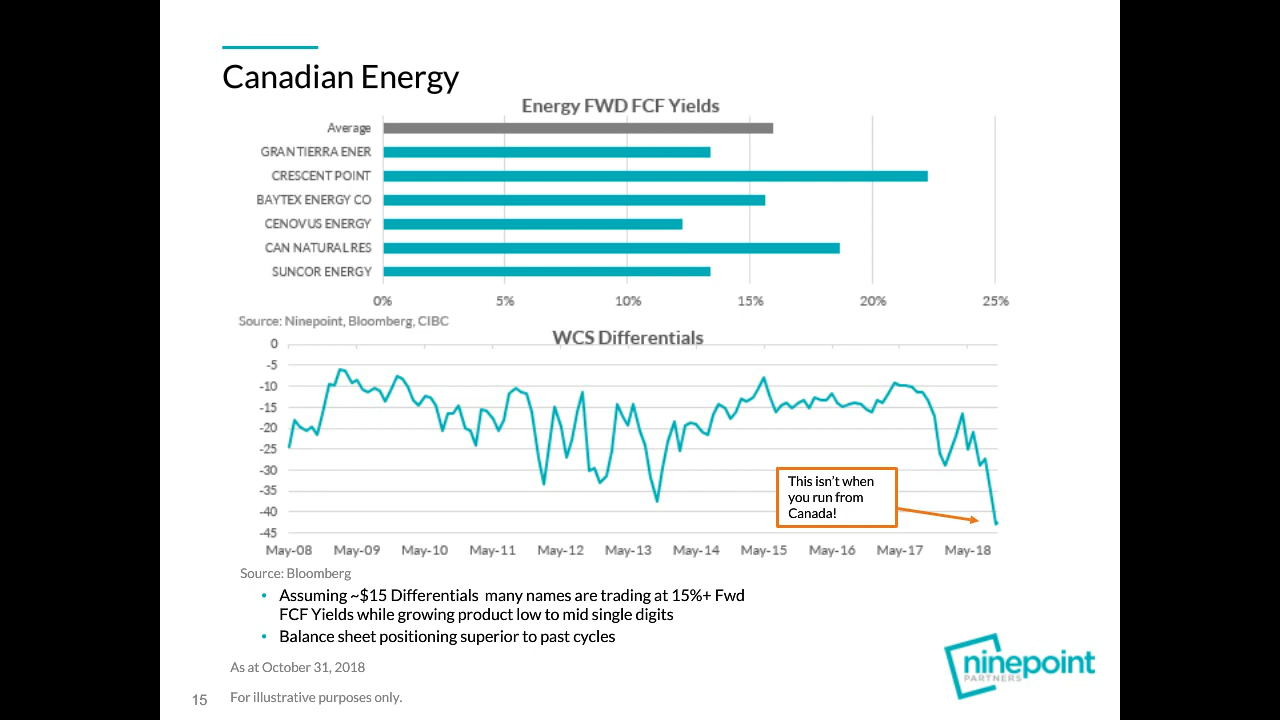 Canadian Energy
Energy FWD FCF Yields
Average
GRAN TIERRA ENER
CRESCENT POINT
BAYTEX ENERGY CO
CENOVUS ENERGY
CAN NATURAL RES
SUNCOR ENERGY
0% 5% 10% 15% 20% 25%
Source: Ninepoint, Bloomberg, CIBC
WCS Differentials
0
-5
-10
-15
-20
-25
-30
-35
-40
-45
This isn't when
you run from
Canada!
May-08 May-09 May-10 May-11 May-12 May-13 May-14 May-15 May-16 May-17 May-18
Source: Bloomberg
• Assuming ~$15 Differentials many names are trading at 15%+ Fwd
FCF Yields while growing product low to mid single digits
• Balance sheet positioning superior to past cycles
As at October 31, 2018
15 For illustrative purposes only.
ninepoint
PARTNERS